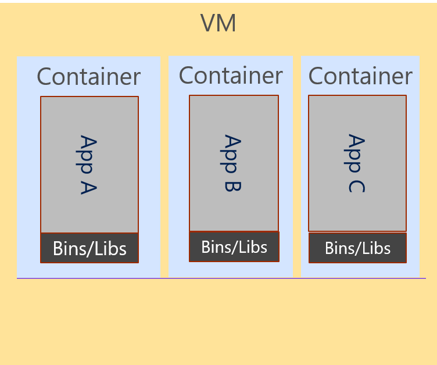 VM
Container
Container
Container
App A
App B
App C
Bins/Libs
Bins/Libs
Bins/Libs